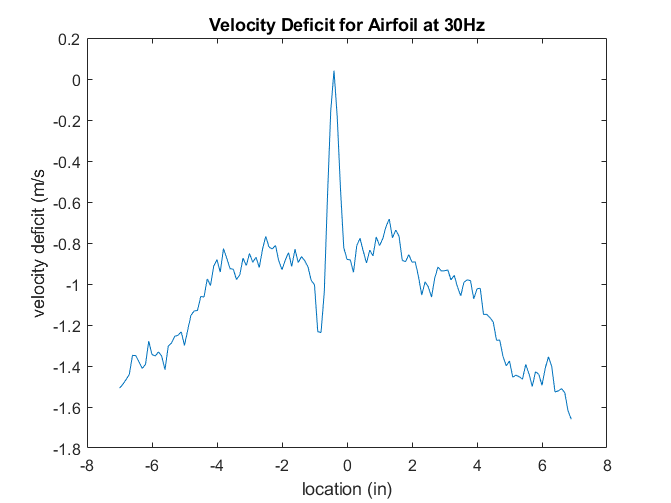 Velocity Deficit for Airfoil at 30Hz
0.2
0
-0.2
-0.4
-0.6
-0.8
-1
-1.2
-1.4
-1.6
-1.8
velocity deficit (m/s
-8 -6 -4 -2 0 2 4 6 8
location (in)